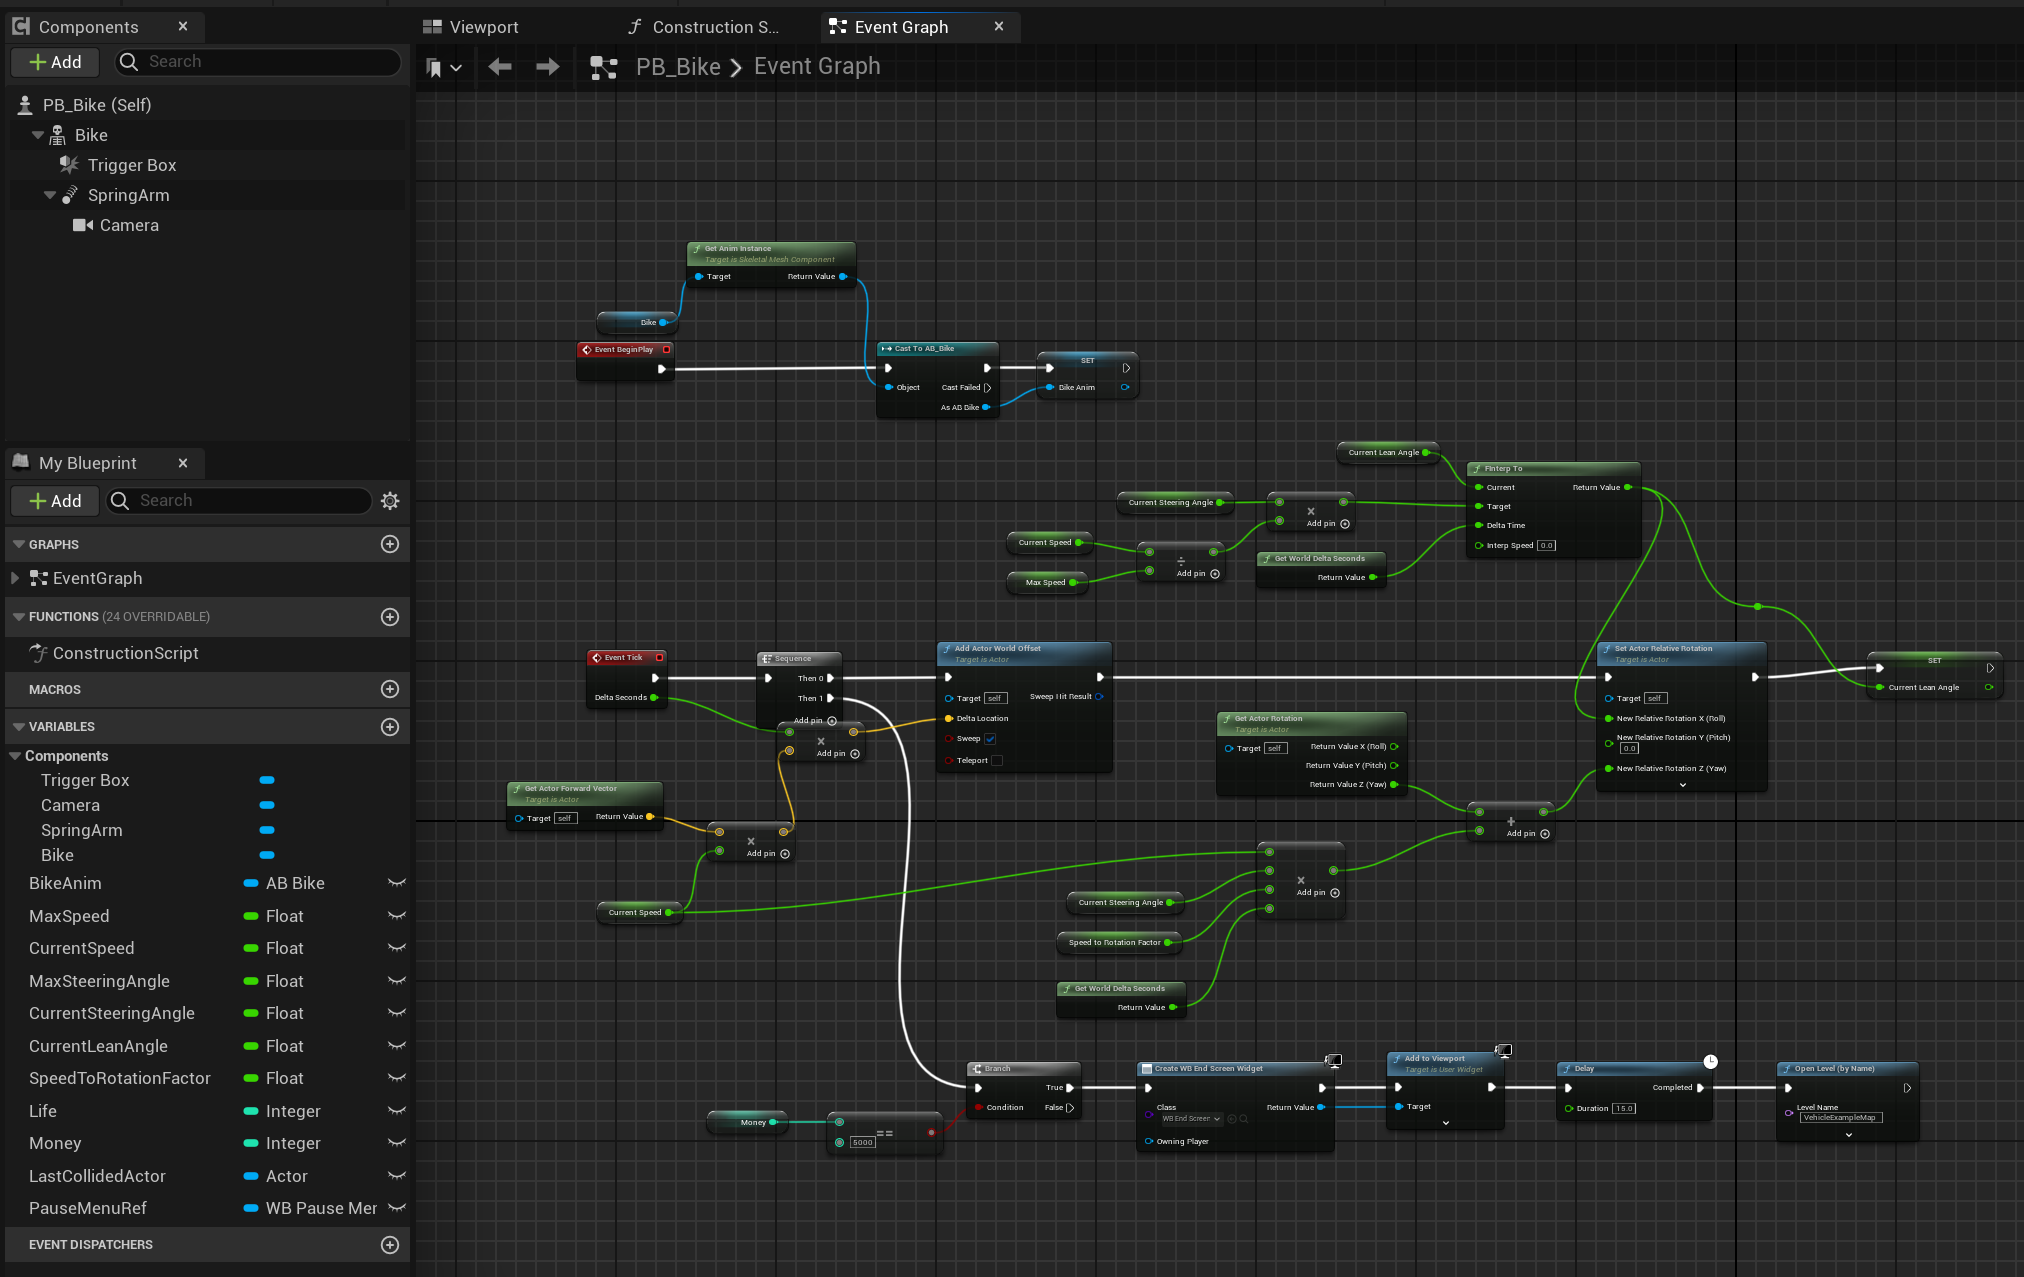 Components
Add
Search
PB_Bike (Self)
Bike
Trigger Box
SpringArm
Camera
My Blueprint
Add
Search
GRAPHS
EventGraph
FUNCTIONS (24 OVERRIDABLE)
ConstructionScript
MACROS
VARIABLES
Components
Trigger Box
Camera
SpringArm
Bike
BikeAnim AB Bike
MaxSpeed Float
CurrentSpeed Float
MaxSteeringAngle Float
CurrentSteeringAngle Float
CurrentLeanAngle Float
SpeedToRotationFactor Float
Life Integer
Money Integer
LastCollidedActor Actor
PauseMenuRef WB Pause Mer
EVENT DISPATCHERS
Viewport
Construction S...
Event Graph
PB_Bike > Event Graph
Get Anim Instance
Target is Skeletal Mesh Component
Target Return Value
Bike
Event BeginPlay
Cast To AB_Bike
Object Cast Failed
As AB Bike
SET
Bike Anim
Current Lean Angle
Current Steering Angle
×
Add pin
Current Speed
Max Speed
÷
Add pin
Get World Delta Seconds
Return Value
FInterp To
Current Return Value
Target
Delta Time
Interp Speed 0.0
Event Tick
Delta Seconds
Sequence
Then 0
Then 1
Add pin
×
Add pin
Add Actor World Offset
Target is Actor
Target self Sweep Hit Result
Delta Location
Sweep
Teleport
Get Actor Forward Vector
Target is Actor
Target self Return Value
×
Add pin
Current Speed
Get Actor Rotation
Target is Actor
Target self Return Value X (Roll)
Return Value Y (Pitch)
Return Value Z (Yaw)
Set Actor Relative Rotation
Target is Actor
Target self
New Relative Rotation X (Roll)
New Relative Rotation Y (Pitch)
0.0
New Relative Rotation Z (Yaw)
SET
Current Lean Angle
+
Add pin
×
Add pin
Current Steering Angle
Speed to Rotation Factor
Get World Delta Seconds
Return Value
Money
5000
==
Branch
True
Condition False
Create WB End Screen Widget
Class Return Value
WB End Screen
Owning Player
Add to Viewport
Target is User Widget
Target
Delay
Completed
Duration 15.0
Open Level (by Name)
Level Name
VehicleExampleMap